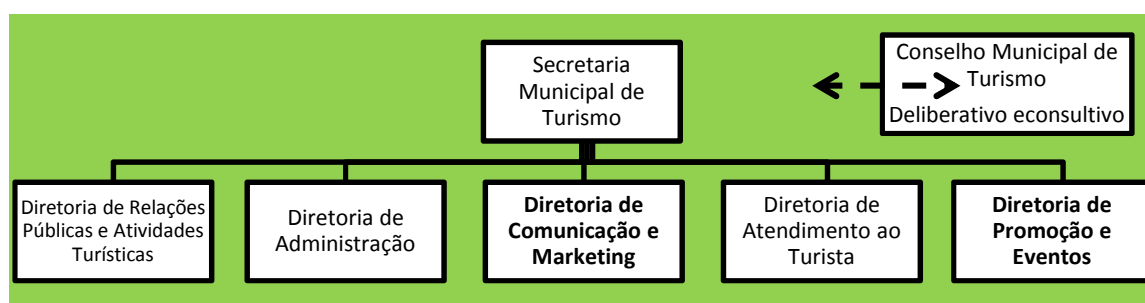 Secretaria
Municipal de
Turismo
Conselho Municipal de
Turismo
Deliberativo econsultivo
Diretoria de Relações
Públicas e Atividades
Turísticas
Diretoria de
Administração
Diretoria de
Comunicação e
Marketing
Diretoria de
Atendimento ao
Turista
Diretoria de
Promoção e
Eventos